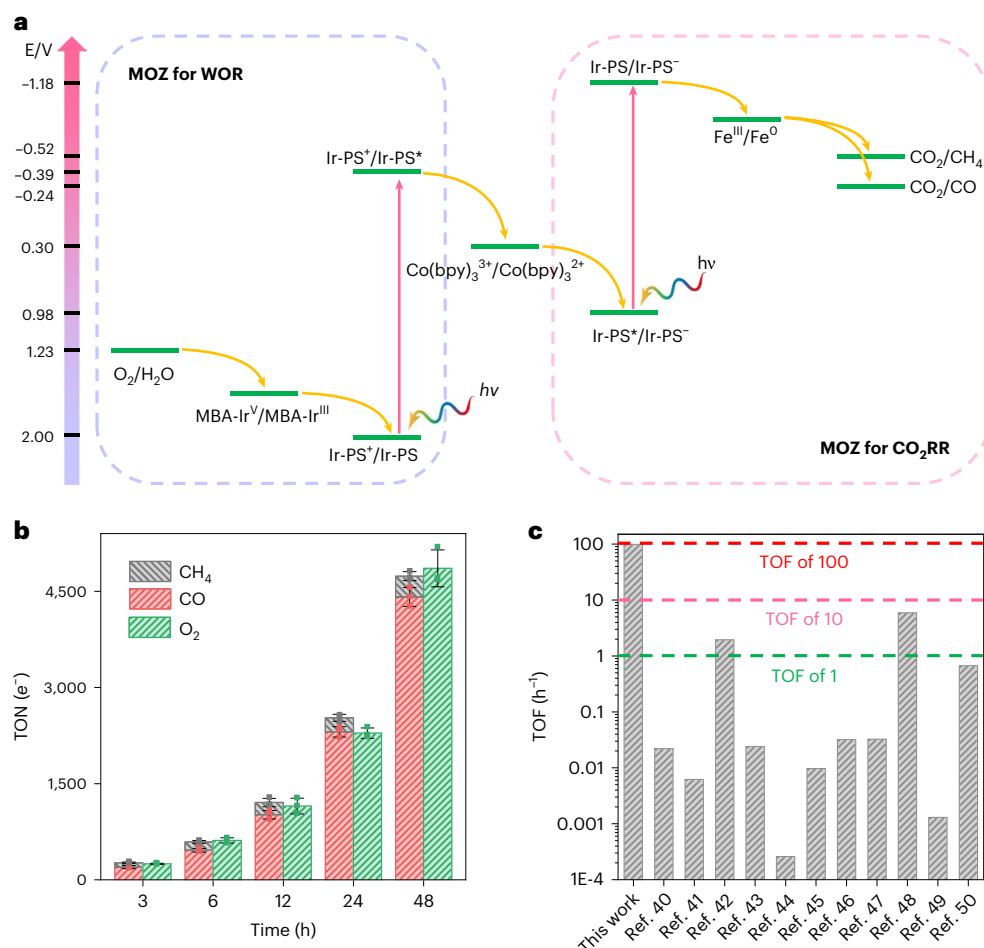 a
E/V
MOZ for WOR
–1.18
–0.52
–0.39
–0.24
0.30
0.98
1.23
2.00
Ir-PS⁺/Ir-PS*
O₂/H₂O
MBA-Irⱽ/MBA-Irᴵᴵᴵ
hν
Ir-PS⁺/Ir-PS
Co(bpy)₃³⁺/Co(bpy)₃²⁺
Ir-PS/Ir-PS⁻
Feᴵᴵᴵ/Fe⁰
CO₂/CH₄
CO₂/CO
hν
Ir-PS*/Ir-PS⁻
MOZ for CO₂RR
b
TON (e⁻)
4,500
3,000
1,500
0
CH₄
CO
O₂
3 6 12 24 48
Time (h)
c
TOF (h⁻¹)
100
10
1
0.1
0.01
0.001
1E-4
TOF of 100
TOF of 10
TOF of 1
This work
Ref. 40
Ref. 41
Ref. 42
Ref. 43
Ref. 44
Ref. 45
Ref. 46
Ref. 47
Ref. 48
Ref. 49
Ref. 50